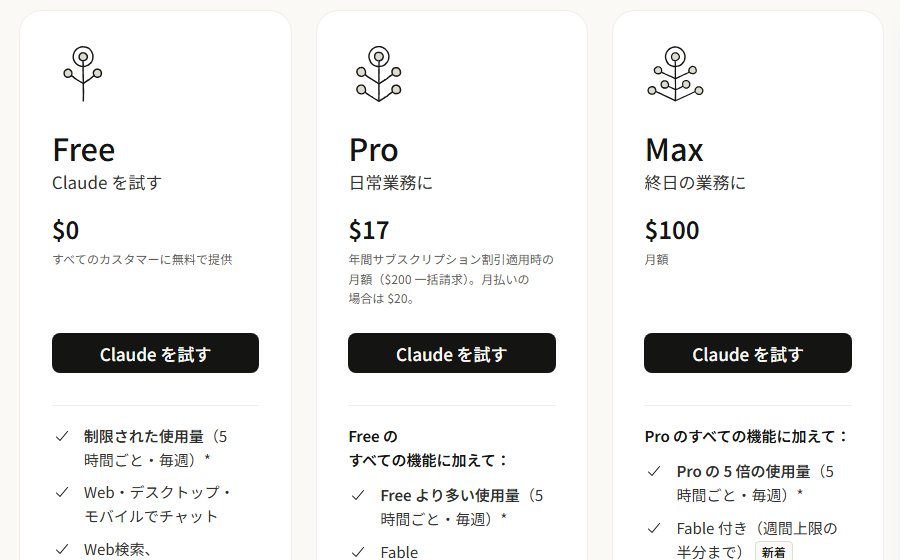 Free
Claude を試す
$0
すべてのカスタマーに無料で提供
Claude を試す
制限された使用量（5
時間ごと・毎週）*
Web・デスクトップ・
モバイルでチャット
Web検索、
Pro
日常業務に
$17
年間サブスクリプション割引適用時の
月額（$200 一括請求）。月払いの
場合は $20。
Claude を試す
Free の
すべての機能に加えて：
Free より多い使用量（5
時間ごと・毎週）*
Fable
Max
終日の業務に
$100
月額
Claude を試す
Pro のすべての機能に加えて：
Pro の 5 倍の使用量（5
時間ごと・毎週）*
Fable 付き（週間上限の
半分まで） 新着